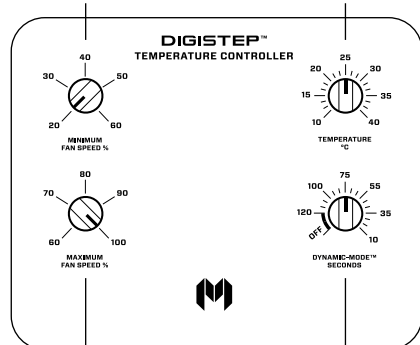 DIGISTEP™
TEMPERATURE CONTROLLER
40
30 50
20 60
MINIMUM
FAN SPEED %
25
20 30
15 35
10 40
TEMPERATURE
°C
80
70 90
60 100
MAXIMUM
FAN SPEED %
75
100 55
120 35
OFF 10
DYNAMIC-MODE™
SECONDS